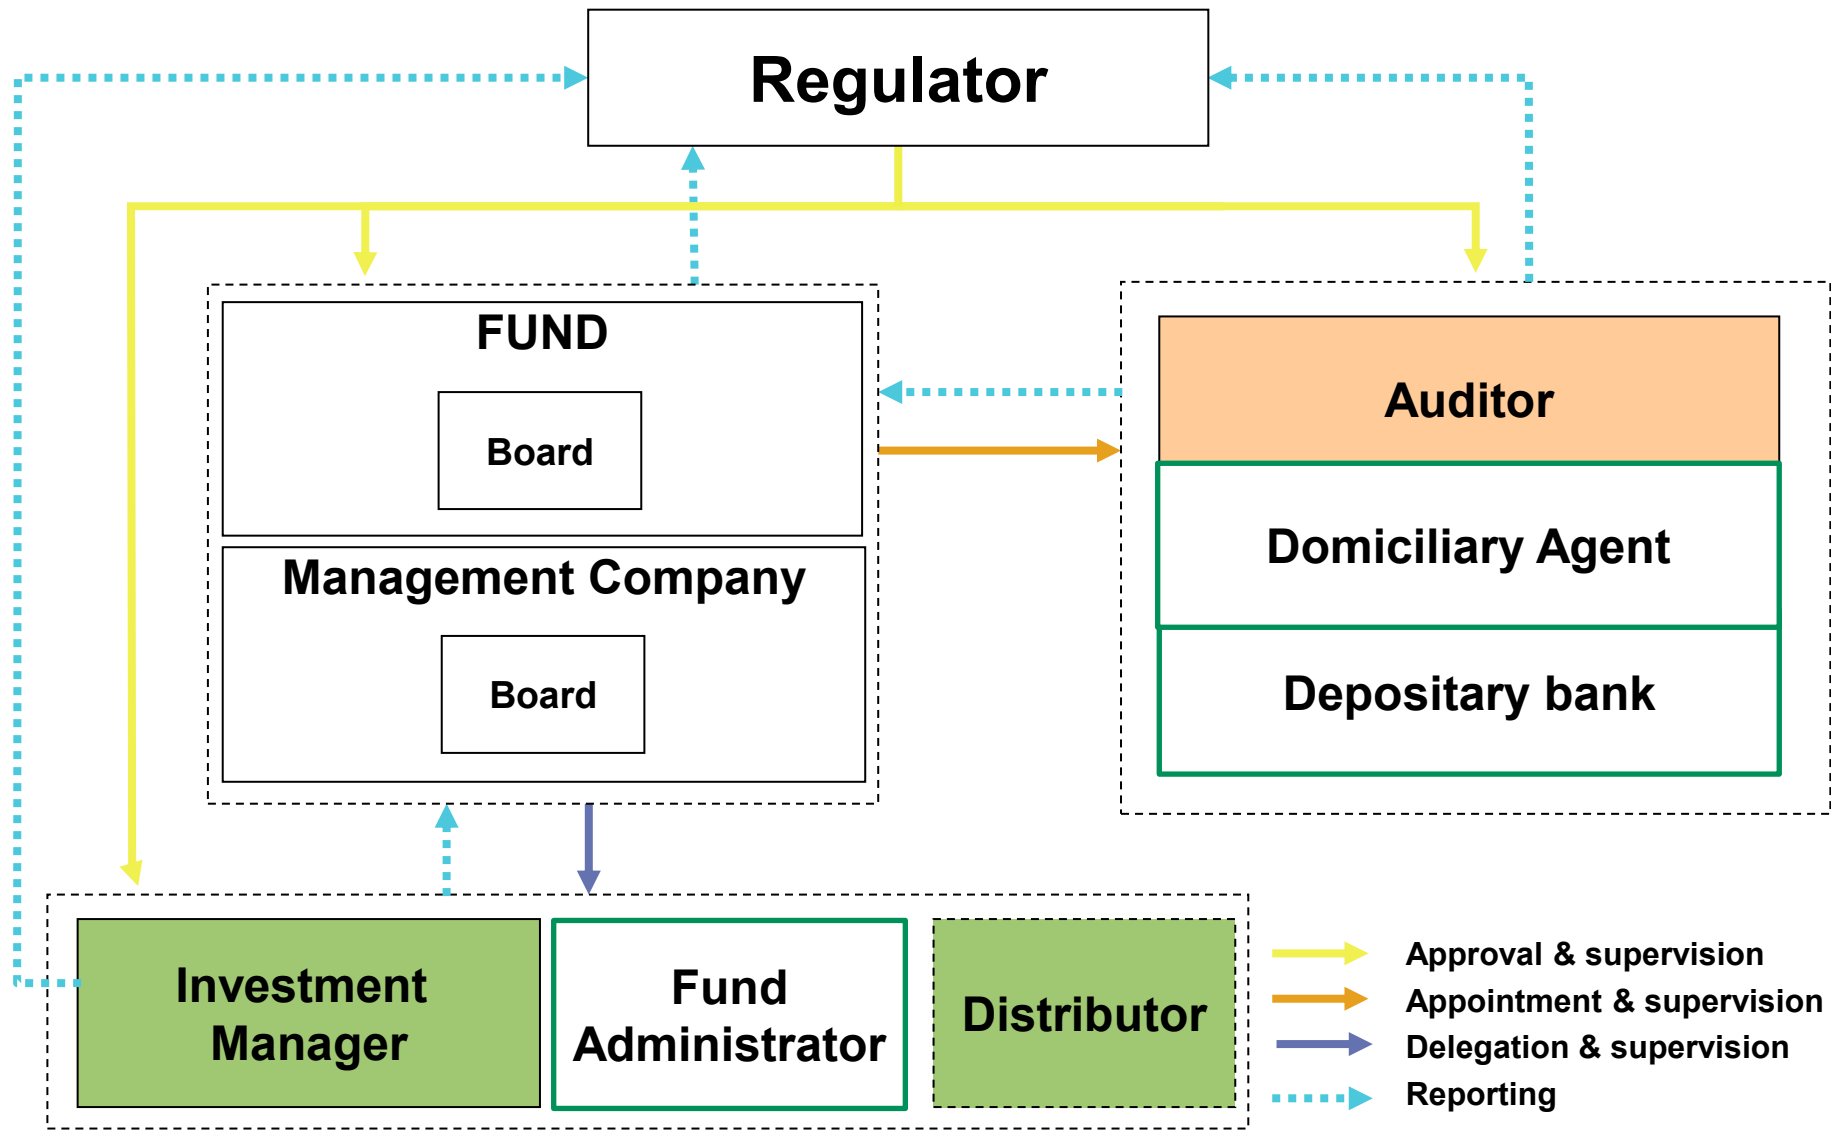 Regulator
FUND
Board
Management Company
Board
Auditor
Domiciliary Agent
Depositary bank
Investment
Manager
Fund
Administrator
Distributor
Approval & supervision
Appointment & supervision
Delegation & supervision
Reporting